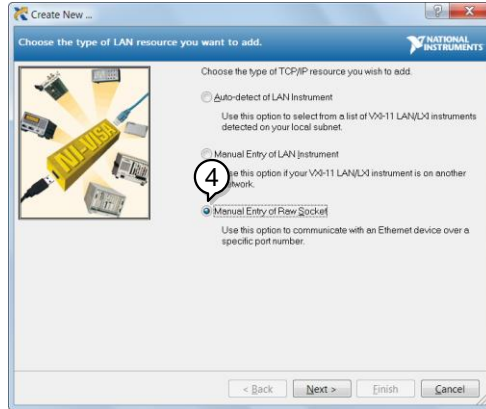 Create New ...
Choose the type of LAN resource you want to add.
NATIONAL
INSTRUMENTS
Choose the type of TCP/IP resource you wish to add.
Auto-detect of LAN Instrument
Use this option to select from a list of VXI-11 LAN/LXI instruments
detected on your local subnet.
Manual Entry of LAN Instrument
this option if your VXI-11 LAN/LXI instrument is on another
4
Manual Entry of Raw Socket
Use this option to communicate with an Ethernet device over a
specific port number.
NI-VISA
< Back
Next >
Finish
Cancel